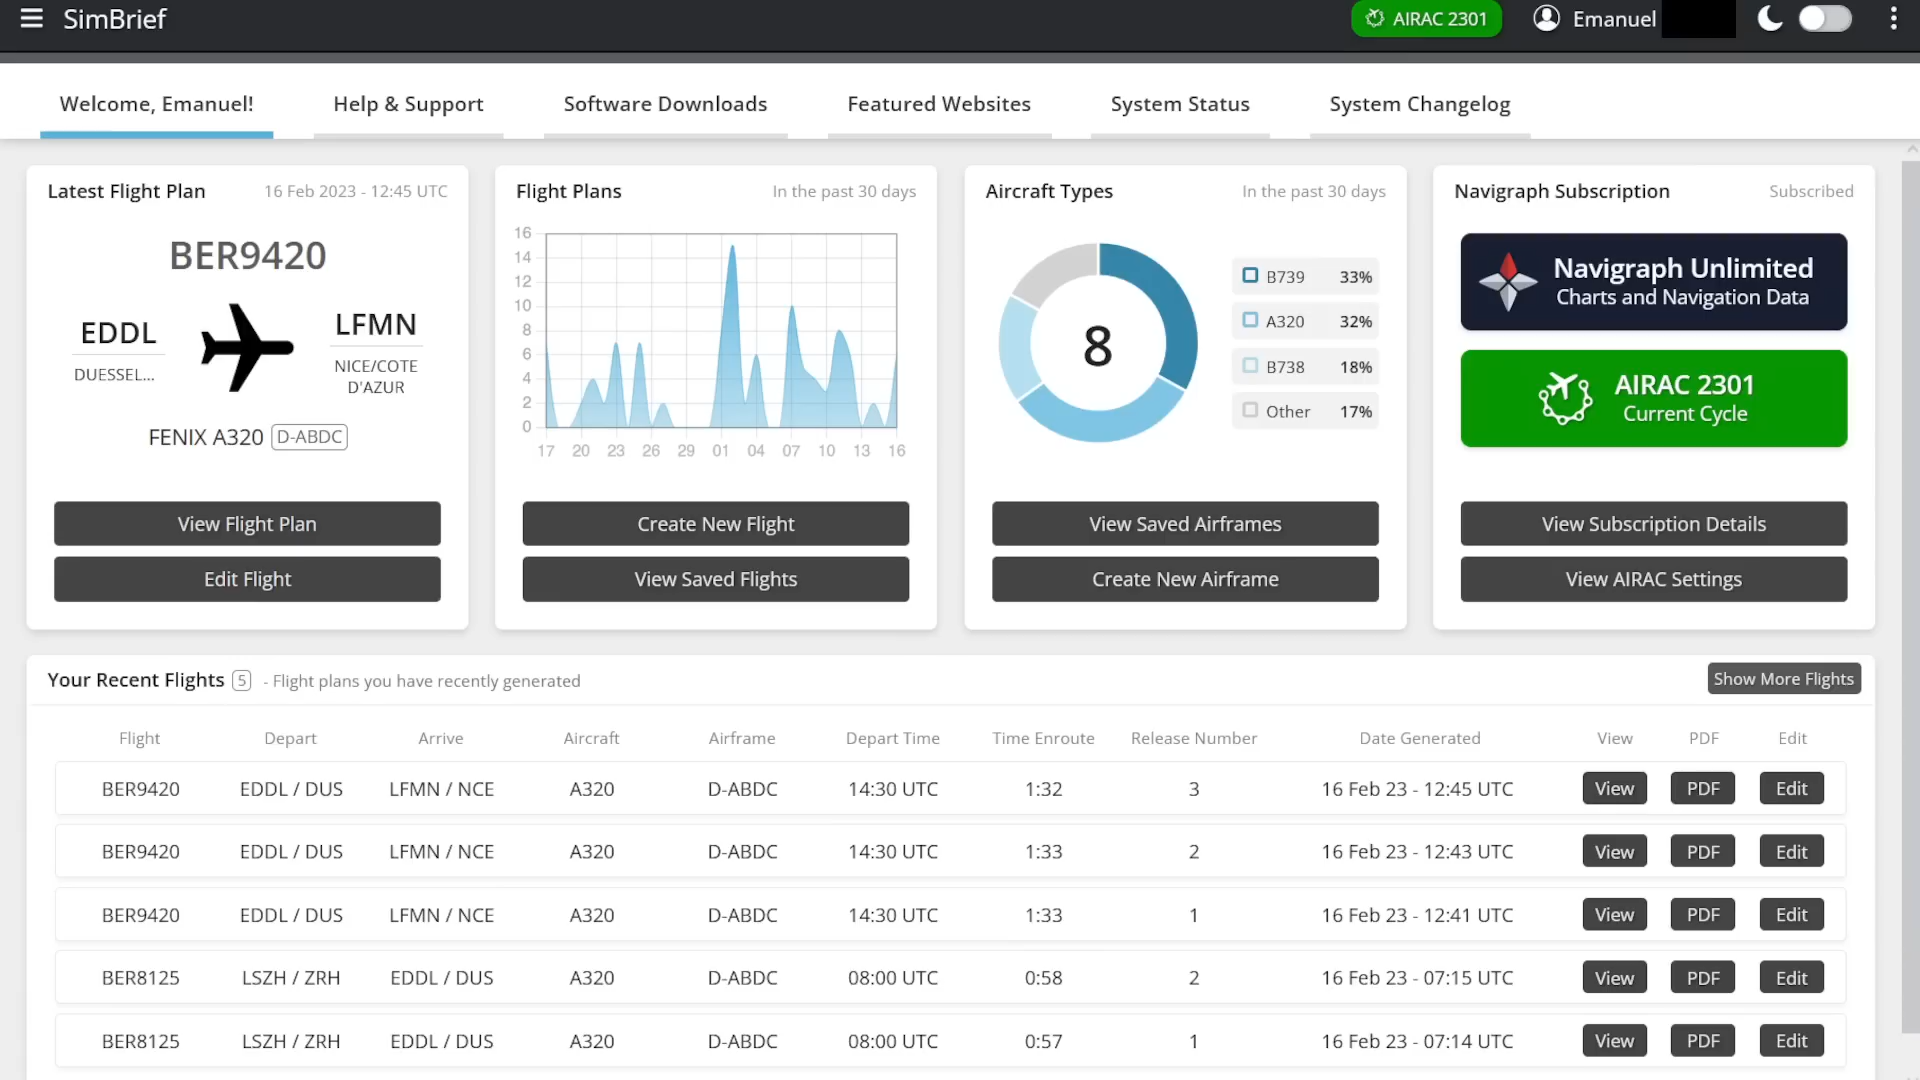 SimBrief
AIRAC 2301
Emanuel
Welcome, Emanuel!
Help & Support
Software Downloads
Featured Websites
System Status
System Changelog
Latest Flight Plan
16 Feb 2023 - 12:45 UTC
BER9420
EDDL
DUESSEL...
LFMN
NICE/COTE
D'AZUR
FENIX A320 D-ABDC
View Flight Plan
Edit Flight
Flight Plans
In the past 30 days
16
14
12
10
8
6
4
2
0
17 20 23 26 29 01 04 07 10 13 16
Create New Flight
View Saved Flights
Aircraft Types
In the past 30 days
8
B739 33%
A320 32%
B738 18%
Other 17%
View Saved Airframes
Create New Airframe
Navigraph Subscription
Subscribed
Navigraph Unlimited
Charts and Navigation Data
AIRAC 2301
Current Cycle
View Subscription Details
View AIRAC Settings
Your Recent Flights 5 - Flight plans you have recently generated
Show More Flights
Flight Depart Arrive Aircraft Airframe Depart Time Time Enroute Release Number Date Generated View PDF Edit
BER9420 EDDL / DUS LFMN / NCE A320 D-ABDC 14:30 UTC 1:32 3 16 Feb 23 - 12:45 UTC View PDF Edit
BER9420 EDDL / DUS LFMN / NCE A320 D-ABDC 14:30 UTC 1:33 2 16 Feb 23 - 12:43 UTC View PDF Edit
BER9420 EDDL / DUS LFMN / NCE A320 D-ABDC 14:30 UTC 1:33 1 16 Feb 23 - 12:41 UTC View PDF Edit
BER8125 LSZH / ZRH EDDL / DUS A320 D-ABDC 08:00 UTC 0:58 2 16 Feb 23 - 07:15 UTC View PDF Edit
BER8125 LSZH / ZRH EDDL / DUS A320 D-ABDC 08:00 UTC 0:57 1 16 Feb 23 - 07:14 UTC View PDF Edit